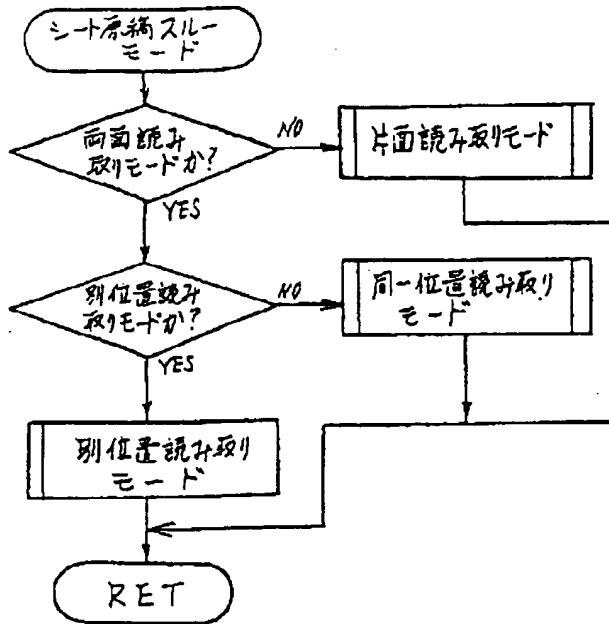 シート原稿スルー
モード
両面読み
取りモードか?
NO
片面読み取りモード
YES
別位置読み
取りモードか?
NO
同一位置読み取り
モード
YES
別位置読み取り
モード
RET